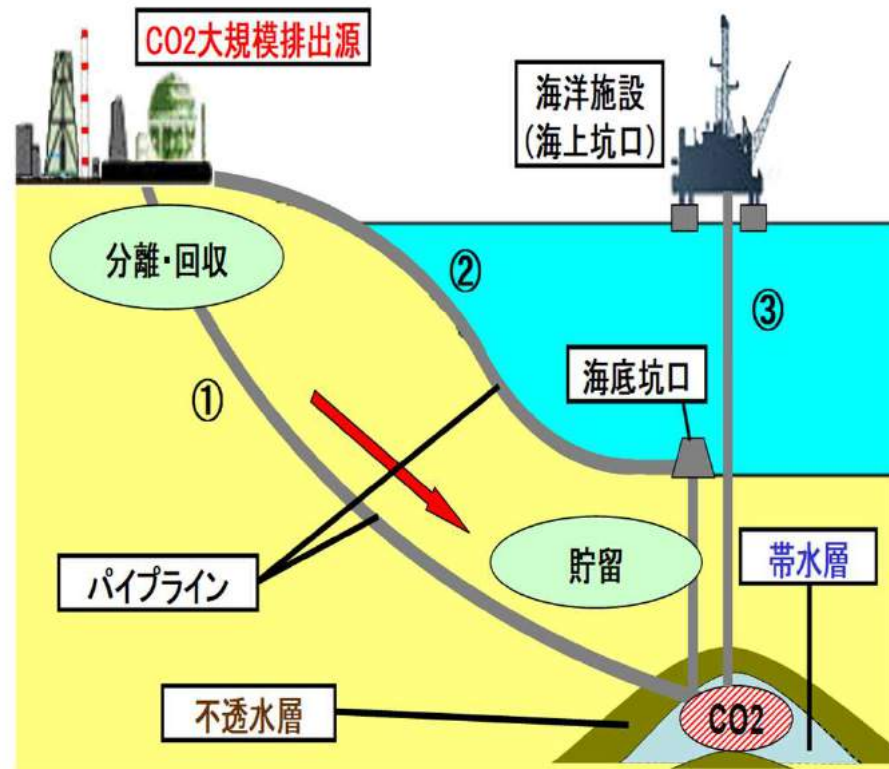 CO2大規模排出源
海洋施設
(海上坑口)
分離・回収
②
③
海底坑口
①
貯留
帯水層
パイプライン
不透水層
CO2